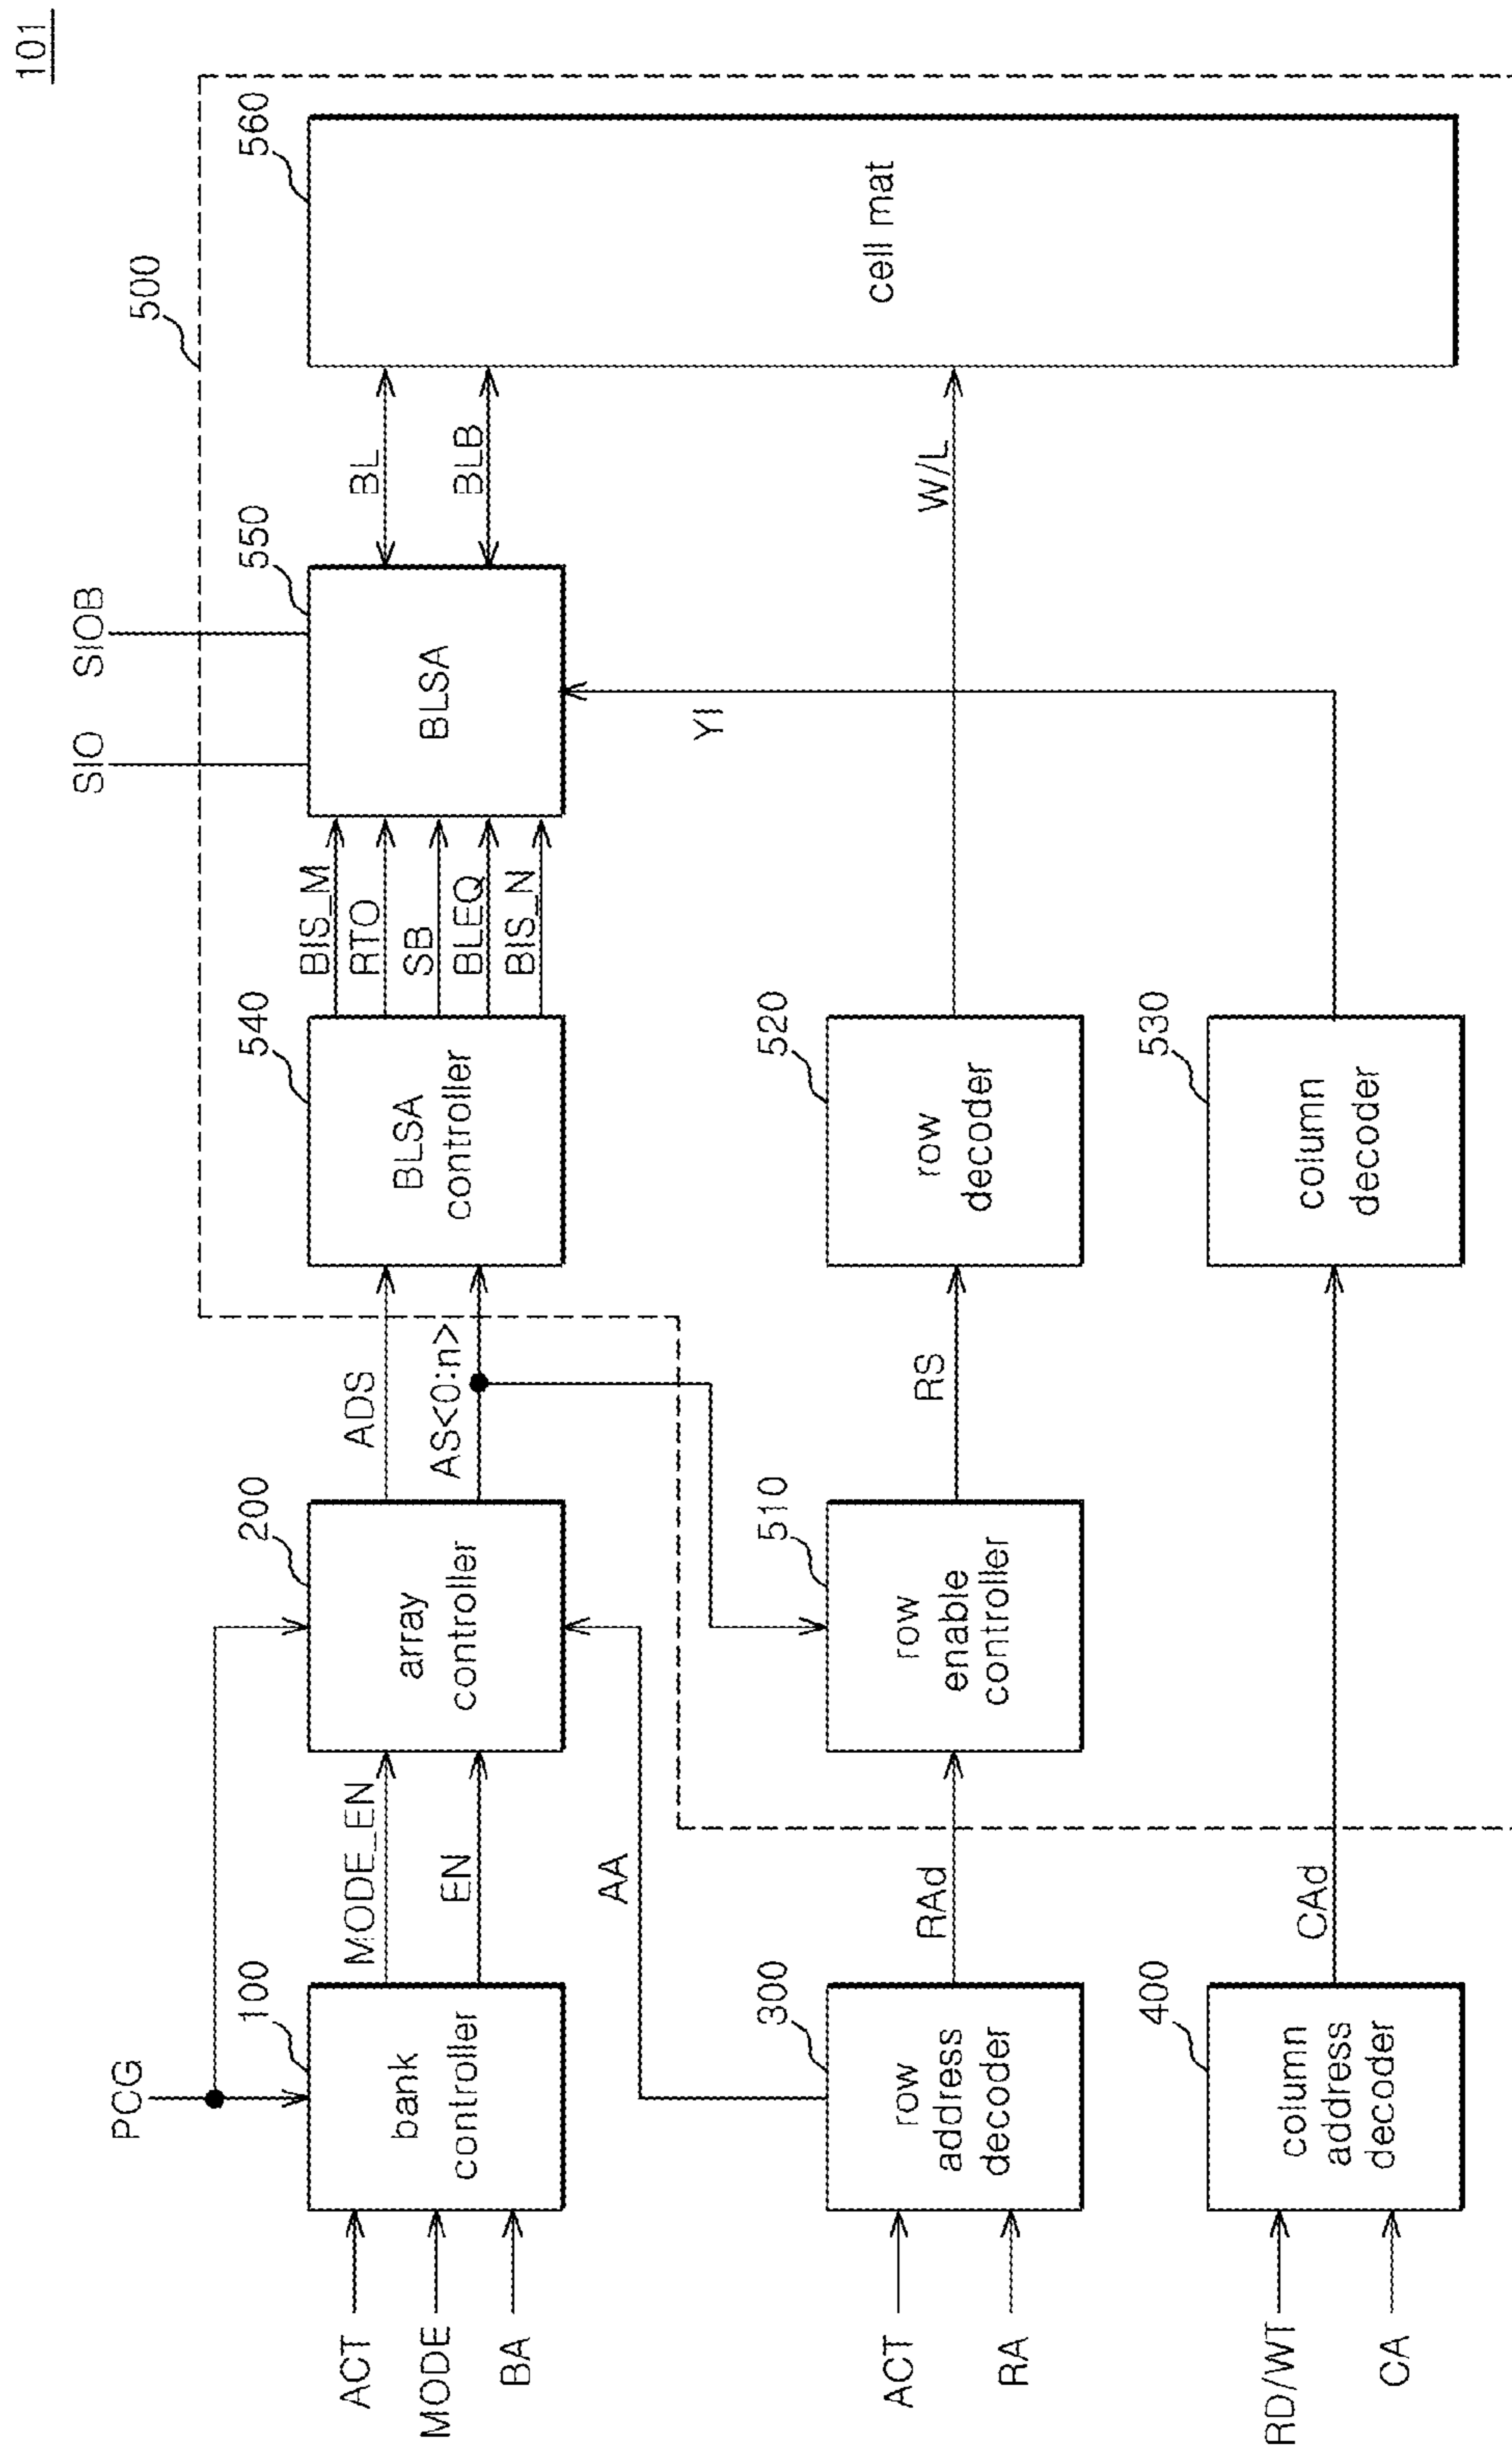 101
500
PCG
SIO
SIOB
100
bank
controller
ACT
MODE
BA
MODE_EN
EN
200
array
controller
ADS
AS<0:n>
540
BLSA
controller
BIS_M
RTO
SB
BLEQ
BIS_N
550
BLSA
BL
BLB
560
cell mat
AA
300
row
address
decoder
ACT
RA
RAd
510
row
enable
controller
RS
520
row
decoder
W/L
YI
400
column
address
decoder
RD/WT
CA
CAd
530
column
decoder